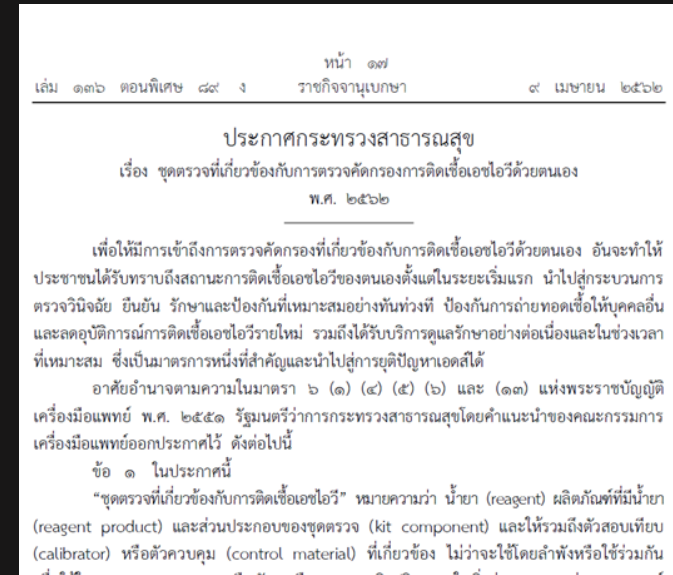 หน้า ๑๗
เล่ม ๑๓๖ ตอนพิเศษ ๘๙ ง ราชกิจจานุเบกษา ๙ เมษายน ๒๕๖๒
ประกาศกระทรวงสาธารณสุข
เรื่อง ชุดตรวจที่เกี่ยวข้องกับการตรวจคัดกรองการติดเชื้อเอชไอวีด้วยตนเอง
พ.ศ. ๒๕๖๒
เพื่อให้มีการเข้าถึงการตรวจคัดกรองที่เกี่ยวข้องกับการติดเชื้อเอชไอวีด้วยตนเอง อันจะทำให้
ประชาชนได้รับทราบถึงสถานะการติดเชื้อเอชไอวีของตนเองตั้งแต่ในระยะเริ่มแรก นำไปสู่กระบวนการ
ตรวจวินิจฉัย ยืนยัน รักษาและป้องกันที่เหมาะสมอย่างทันท่วงที ป้องกันการถ่ายทอดเชื้อให้บุคคลอื่น
และลดอุบัติการณ์การติดเชื้อเอชไอวีรายใหม่ รวมถึงได้รับบริการดูแลรักษาอย่างต่อเนื่องและในช่วงเวลา
ที่เหมาะสม ซึ่งเป็นมาตรการหนึ่งที่สำคัญและนำไปสู่การยุติปัญหาเอดส์ได้
อาศัยอำนาจตามความในมาตรา ๖ (๑) (๔) (๕) (๖) และ (๑๓) แห่งพระราชบัญญัติ
เครื่องมือแพทย์ พ.ศ. ๒๕๕๑ รัฐมนตรีว่าการกระทรวงสาธารณสุขโดยคำแนะนำของคณะกรรมการ
เครื่องมือแพทย์ออกประกาศไว้ ดังต่อไปนี้
ข้อ ๑ ในประกาศนี้
“ชุดตรวจที่เกี่ยวข้องกับการติดเชื้อเอชไอวี” หมายความว่า น้ำยา (reagent) ผลิตภัณฑ์ที่มีน้ำยา
(reagent product) และส่วนประกอบของชุดตรวจ (kit component) และให้รวมถึงตัวสอบเทียบ
(calibrator) หรือตัวควบคุม (control material) ที่เกี่ยวข้อง ไม่ว่าจะใช้โดยลำพังหรือใช้ร่วมกัน